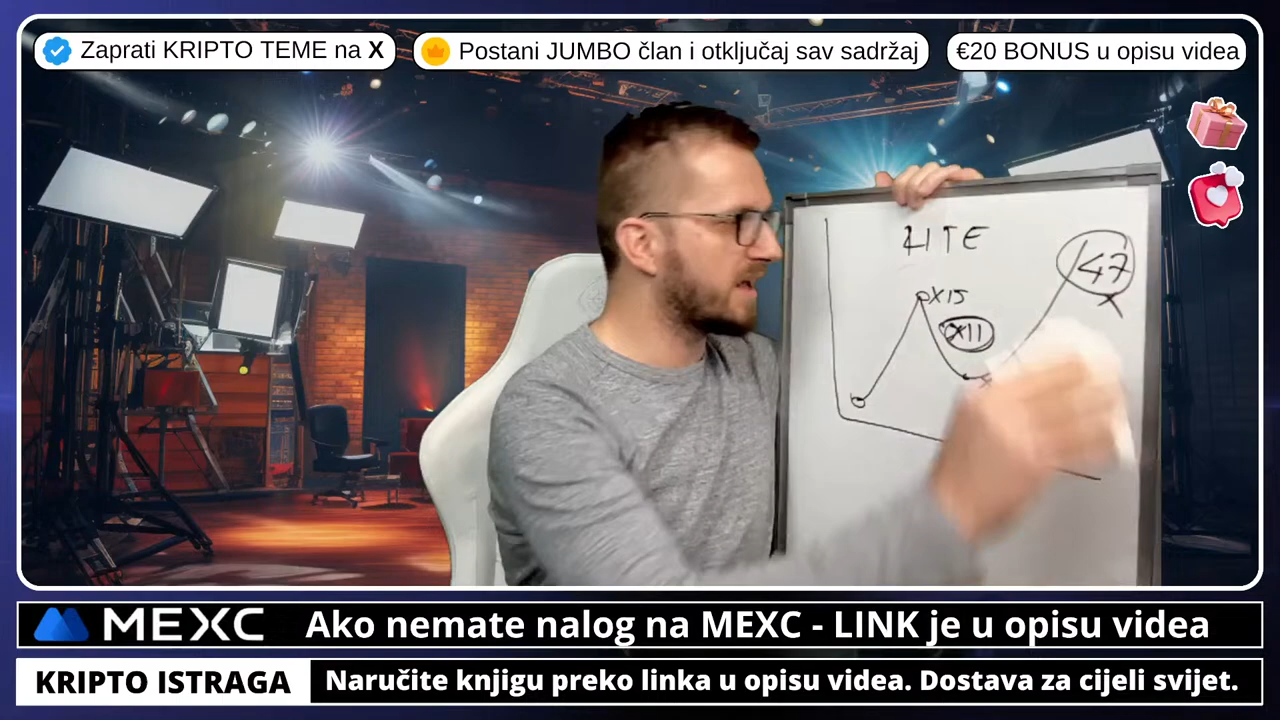 Zaprati KRIPTO TEME na X
Postani JUMBO član i otključaj sav sadržaj
€20 BONUS u opisu videa
LITE
X15
X11
147
X
MEXC
Ako nemate nalog na MEXC - LINK je u opisu videa
KRIPTO ISTRAGA
Naručite knjigu preko linka u opisu videa. Dostava za cijeli svijet.